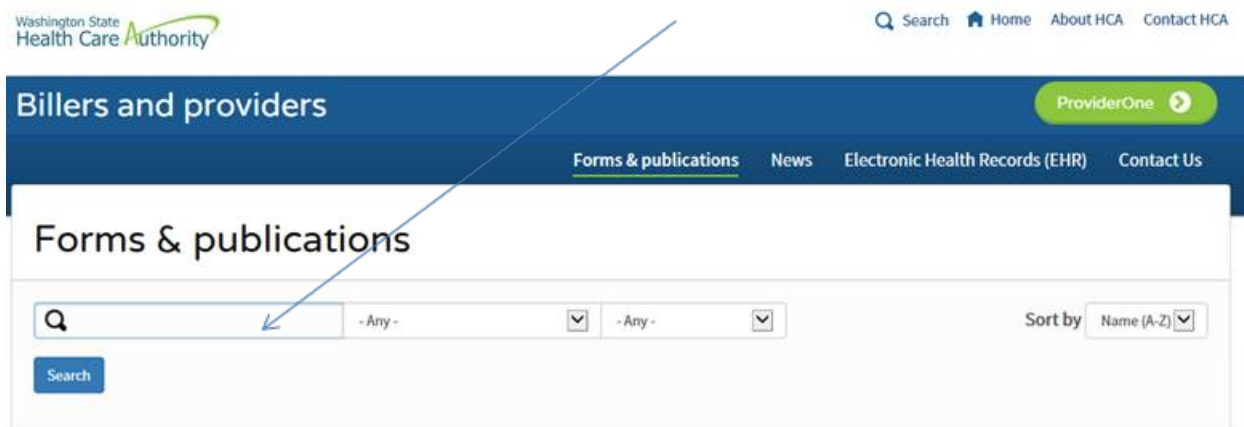 Washington State
Health Care Authority
Search Home About HCA Contact HCA
Billers and providers
ProviderOne
Forms & publications News Electronic Health Records (EHR) Contact Us
Forms & publications
- Any - - Any - Sort by Name (A-Z)
Search